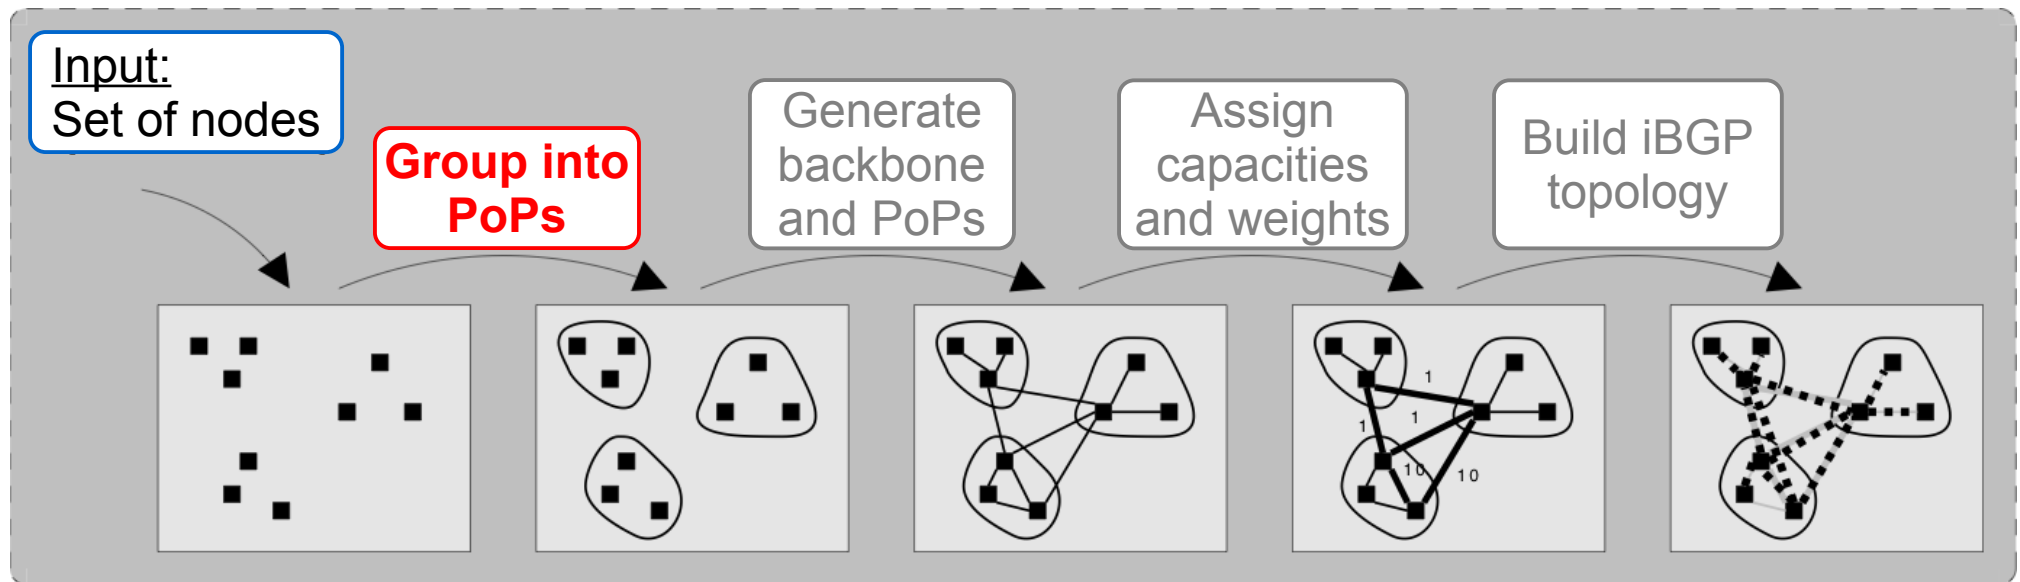 Input:
Set of nodes
Group into
PoPs
Generate
backbone
and PoPs
Assign
capacities
and weights
Build iBGP
topology
1
1
1
10
10